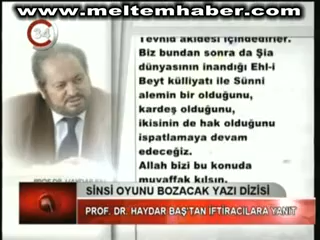 www.meltemhaber.com
Tevhid akidesi içindedirler.
Biz bundan sonra da Şia
dünyasının inandığı Ehl-i
Beyt külliyatı ile Sünni
alemin bir olduğunu,
kardeş olduğunu,
ikisinin de hak olduğunu
ispatlamaya devam
edeceğiz.
Allah bizi bu konuda
muvaffak kılsın.
SİNSİ OYUNU BOZACAK YAZI DİZİSİ
PROF. DR. HAYDAR BAŞ'TAN İFTİRACILARA YANIT